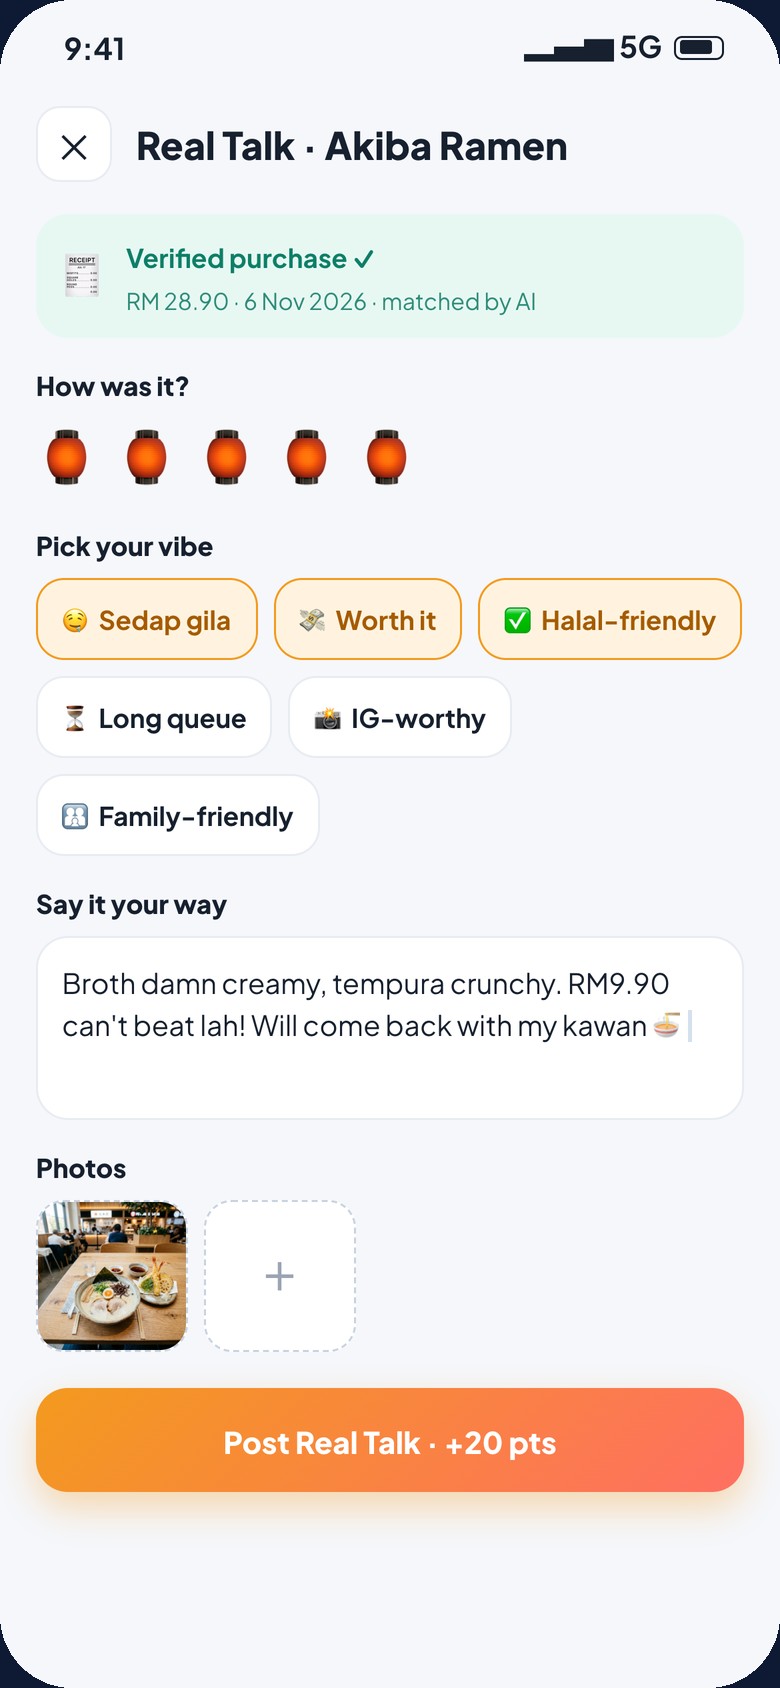 9:41 5G
Real Talk · Akiba Ramen
RECEIPT
Verified purchase ✓
RM 28.90 · 6 Nov 2026 · matched by AI
How was it?
Pick your vibe
🤤 Sedap gila
💸 Worth it
✅ Halal-friendly
⏳ Long queue
📸 IG-worthy
Family-friendly
Say it your way
Broth damn creamy, tempura crunchy. RM9.90
can't beat lah! Will come back with my kawan 🍜
Photos
+
Post Real Talk · +20 pts